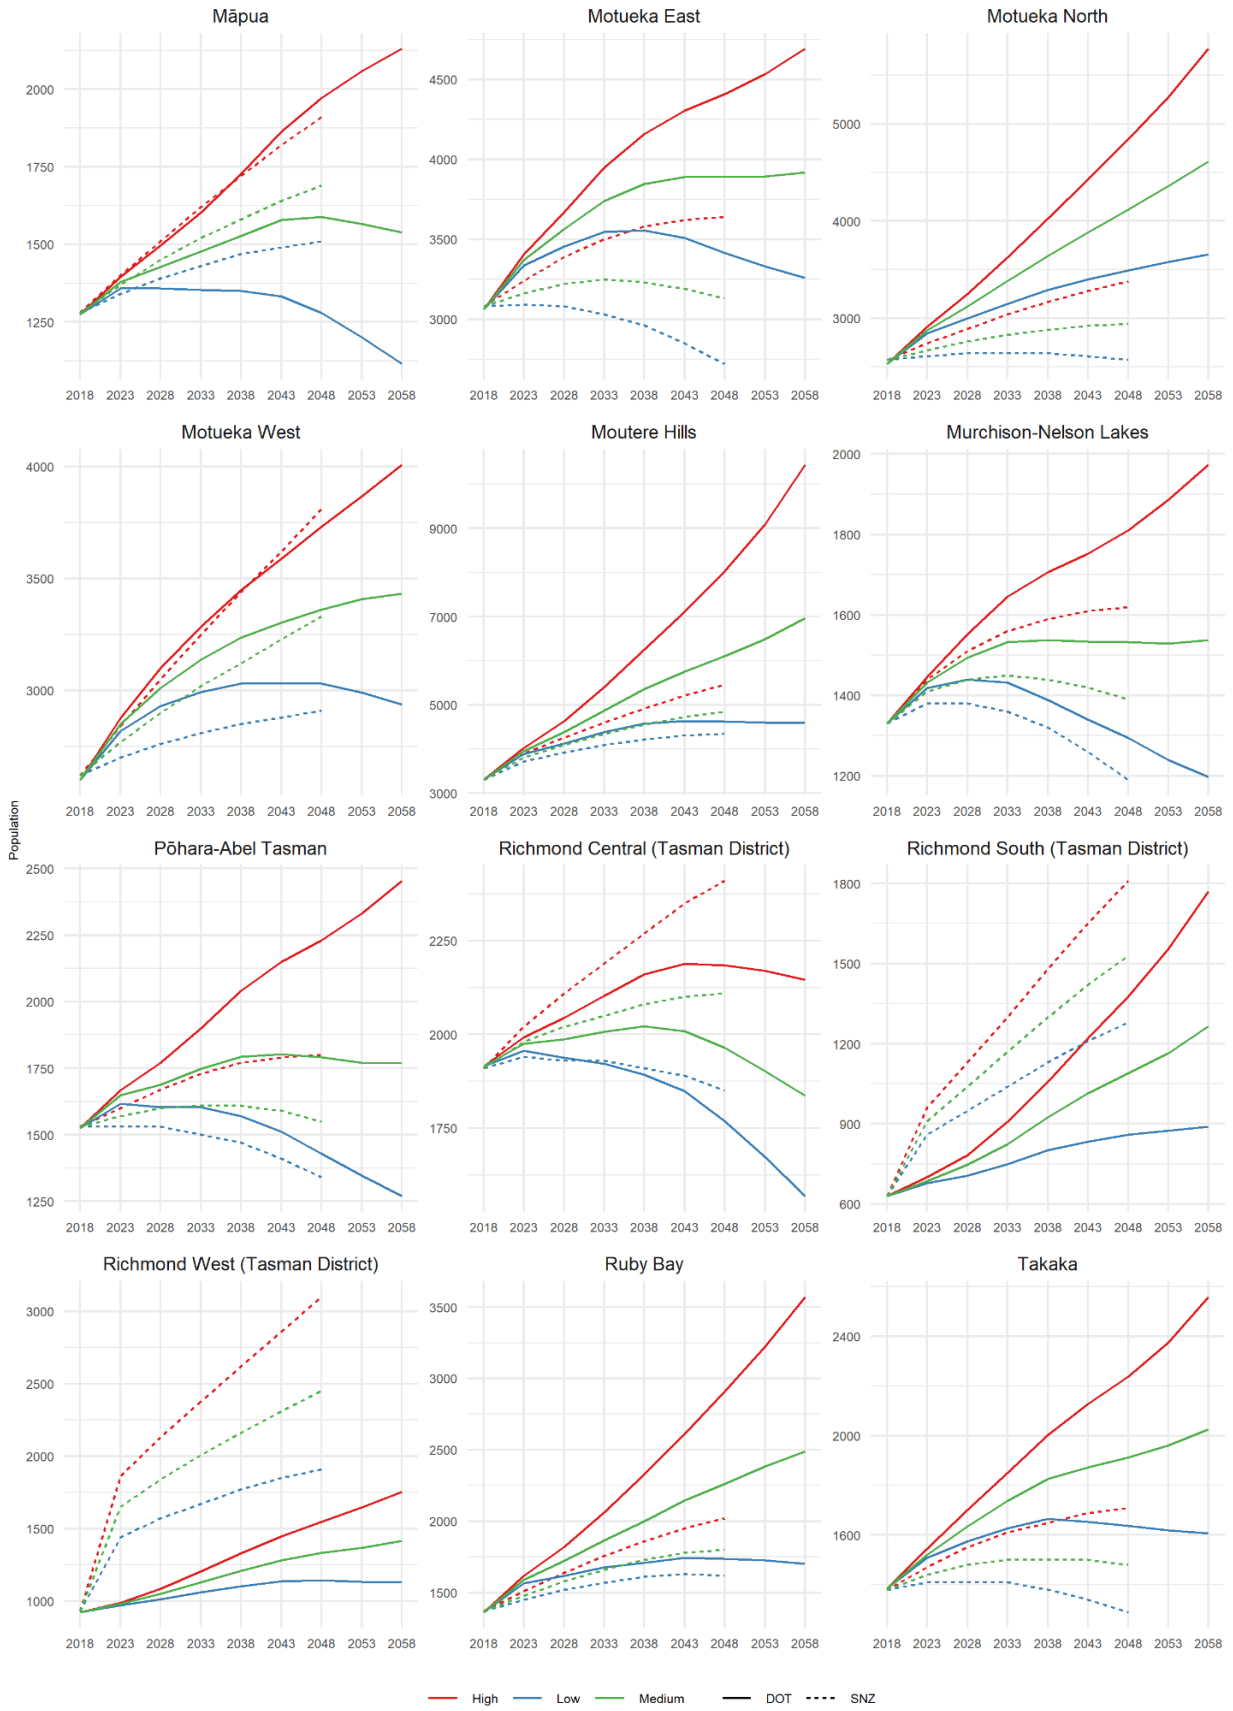 Māpua
Motueka East
Motueka North
2000
1750
1500
1250
4500
4000
3500
3000
5000
4000
3000
2018 2023 2028 2033 2038 2043 2048 2053 2058
2018 2023 2028 2033 2038 2043 2048 2053 2058
2018 2023 2028 2033 2038 2043 2048 2053 2058
Motueka West
Moutere Hills
Murchison-Nelson Lakes
4000
3500
3000
9000
7000
5000
3000
2000
1800
1600
1400
1200
2018 2023 2028 2033 2038 2043 2048 2053 2058
2018 2023 2028 2033 2038 2043 2048 2053 2058
2018 2023 2028 2033 2038 2043 2048 2053 2058
Population
Pōhara-Abel Tasman
Richmond Central (Tasman District)
Richmond South (Tasman District)
2500
2250
2000
1750
1500
1250
2250
2000
1750
1800
1500
1200
900
600
2018 2023 2028 2033 2038 2043 2048 2053 2058
2018 2023 2028 2033 2038 2043 2048 2053 2058
2018 2023 2028 2033 2038 2043 2048 2053 2058
Richmond West (Tasman District)
Ruby Bay
Takaka
3000
2500
2000
1500
1000
3500
3000
2500
2000
1500
2400
2000
1600
2018 2023 2028 2033 2038 2043 2048 2053 2058
2018 2023 2028 2033 2038 2043 2048 2053 2058
2018 2023 2028 2033 2038 2043 2048 2053 2058
High Low Medium DOT SNZ